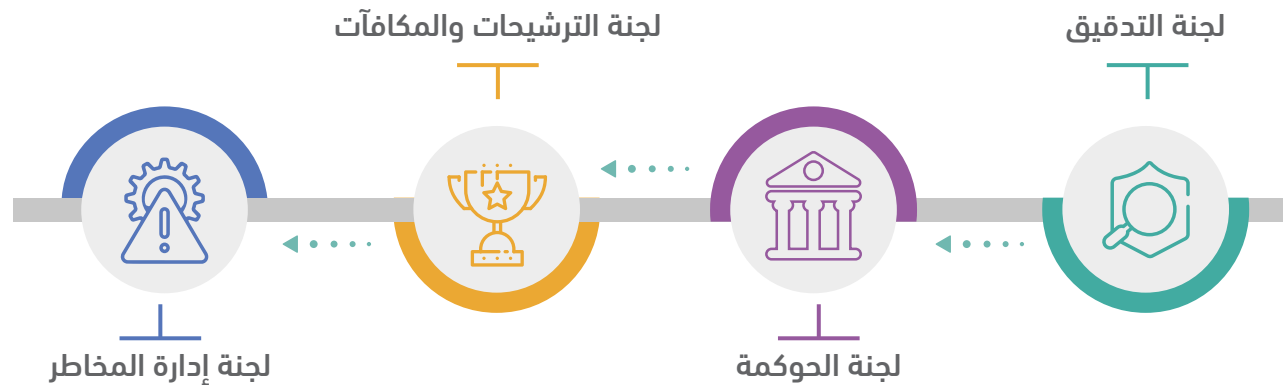 لجنة التدقيق
لجنة الحوكمة
لجنة الترشيحات والمكافآت
لجنة إدارة المخاطر